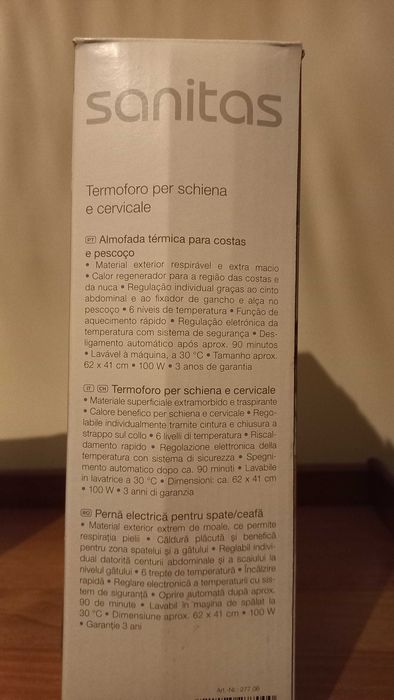 sanitas
Termoforo per schiena
e cervicale
PT Almofada térmica para costas
e pescoço
• Material exterior respirável e extra macio
• Calor regenerador para a região das costas e
da nuca • Regulação individual graças ao cinto
abdominal e ao fixador de gancho e alça no
pescoço • 6 níveis de temperatura • Função de
aquecimento rápido • Regulação eletrónica da
temperatura com sistema de segurança • Des-
ligamento automático após aprox. 90 minutos
• Lavável à máquina, a 30 °C • Tamanho aprox.
62 x 41 cm • 100 W • 3 anos de garantia
IT CH Termoforo per schiena e cervicale
• Materiale superficiale extramorbido e traspirante
• Calore benefico per schiena e cervicale • Rego-
labile individualmente tramite cintura e chiusura a
strappo sul collo • 6 livelli di temperatura • Riscal-
damento rapido • Regolazione elettronica della
temperatura con sistema di sicurezza • Spegni-
mento automatico dopo ca. 90 minuti • Lavabile
in lavatrice a 30 °C • Dimensioni: ca. 62 x 41 cm
• 100 W • 3 anni di garanzia
RO Pernă electrică pentru spate/ceafă
• Material exterior extrem de moale, ce permite
respirația pielii • Căldură plăcută și benefică
pentru zona spatelui și a gâtului • Reglabil indivi-
dual datorită centurii abdominale și a scaiului la
nivelul gâtului • 6 trepte de temperatură • Încălzire
rapidă • Reglare electronică a temperaturii cu sis-
tem de siguranță • Oprire automată după aprox.
90 de minute • Lavabil în mașina de spălat la
30 °C • Dimensiune aprox. 62 x 41 cm • 100 W
• Garanție 3 ani
Art.-Nr.: 277.06